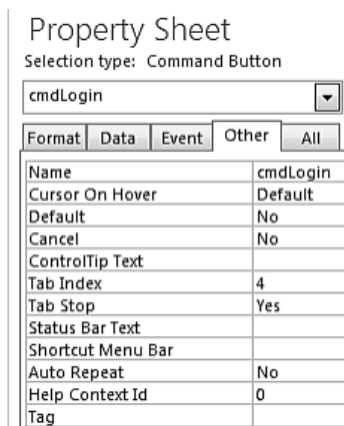 Property Sheet
Selection type: Command Button
cmdLogin
Format Data Event Other All
Name cmdLogin
Cursor On Hover Default
Default No
Cancel No
ControlTip Text
Tab Index 4
Tab Stop Yes
Status Bar Text
Shortcut Menu Bar
Auto Repeat No
Help Context Id 0
Tag